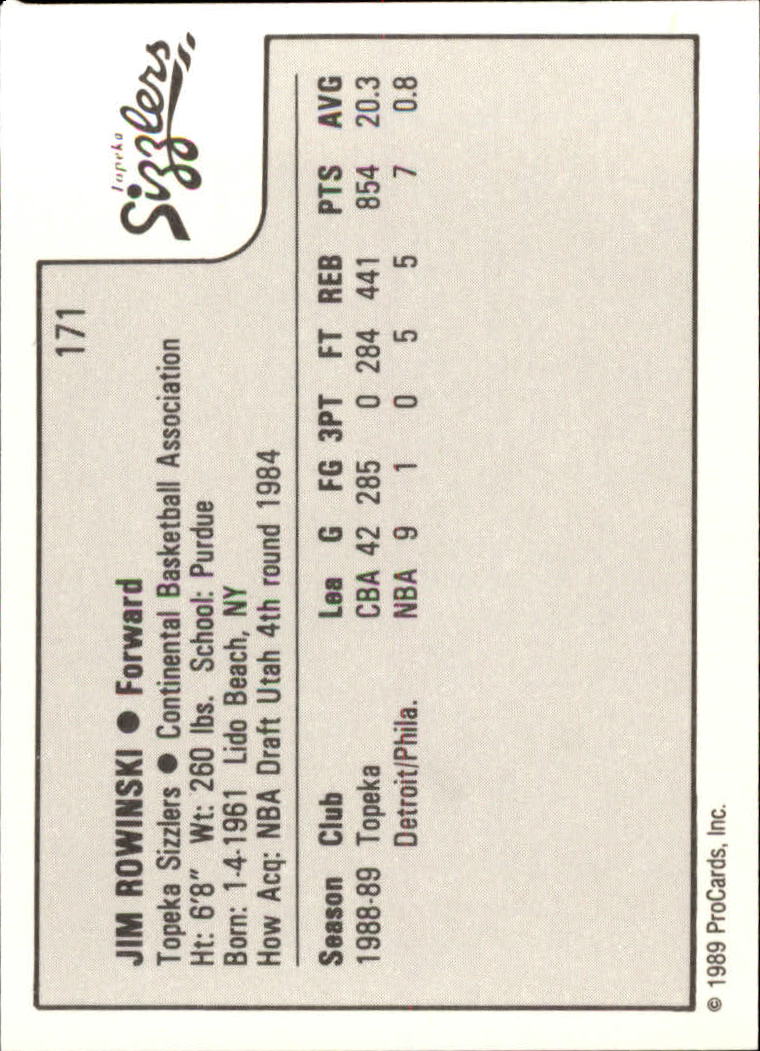 Topeka
Sizzlers
171
JIM ROWINSKI ● Forward
Topeka Sizzlers ● Continental Basketball Association
Ht: 6'8" Wt: 260 lbs. School: Purdue
Born: 1-4-1961 Lido Beach, NY
How Acq: NBA Draft Utah 4th round 1984
Season Club Lea G FG 3PT FT REB PTS AVG
1988-89 Topeka CBA 42 285 0 284 441 854 20.3
Detroit/Phila. NBA 9 1 0 5 5 7 0.8
© 1989 ProCards, Inc.